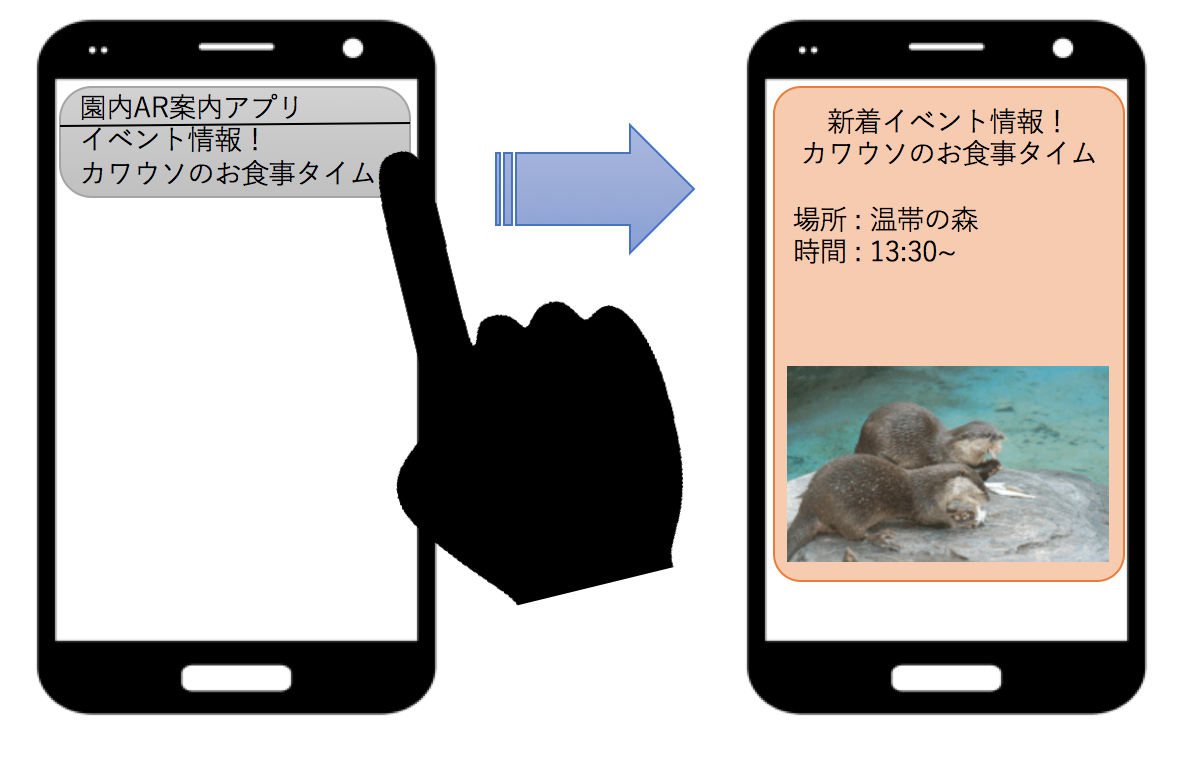 園内AR案内アプリ
イベント情報！
カワウソのお食事タイム
新着イベント情報！
カワウソのお食事タイム
場所 : 温帯の森
時間 : 13:30~